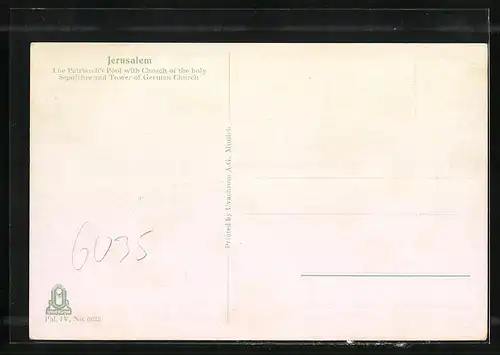 Jerusalem
The Patriarch's Pool with Church of the holy
Sepulchre and Tower of German Church
Printed by Uvachrom A.G. Munich
6035
Pal. IV, No. 6035